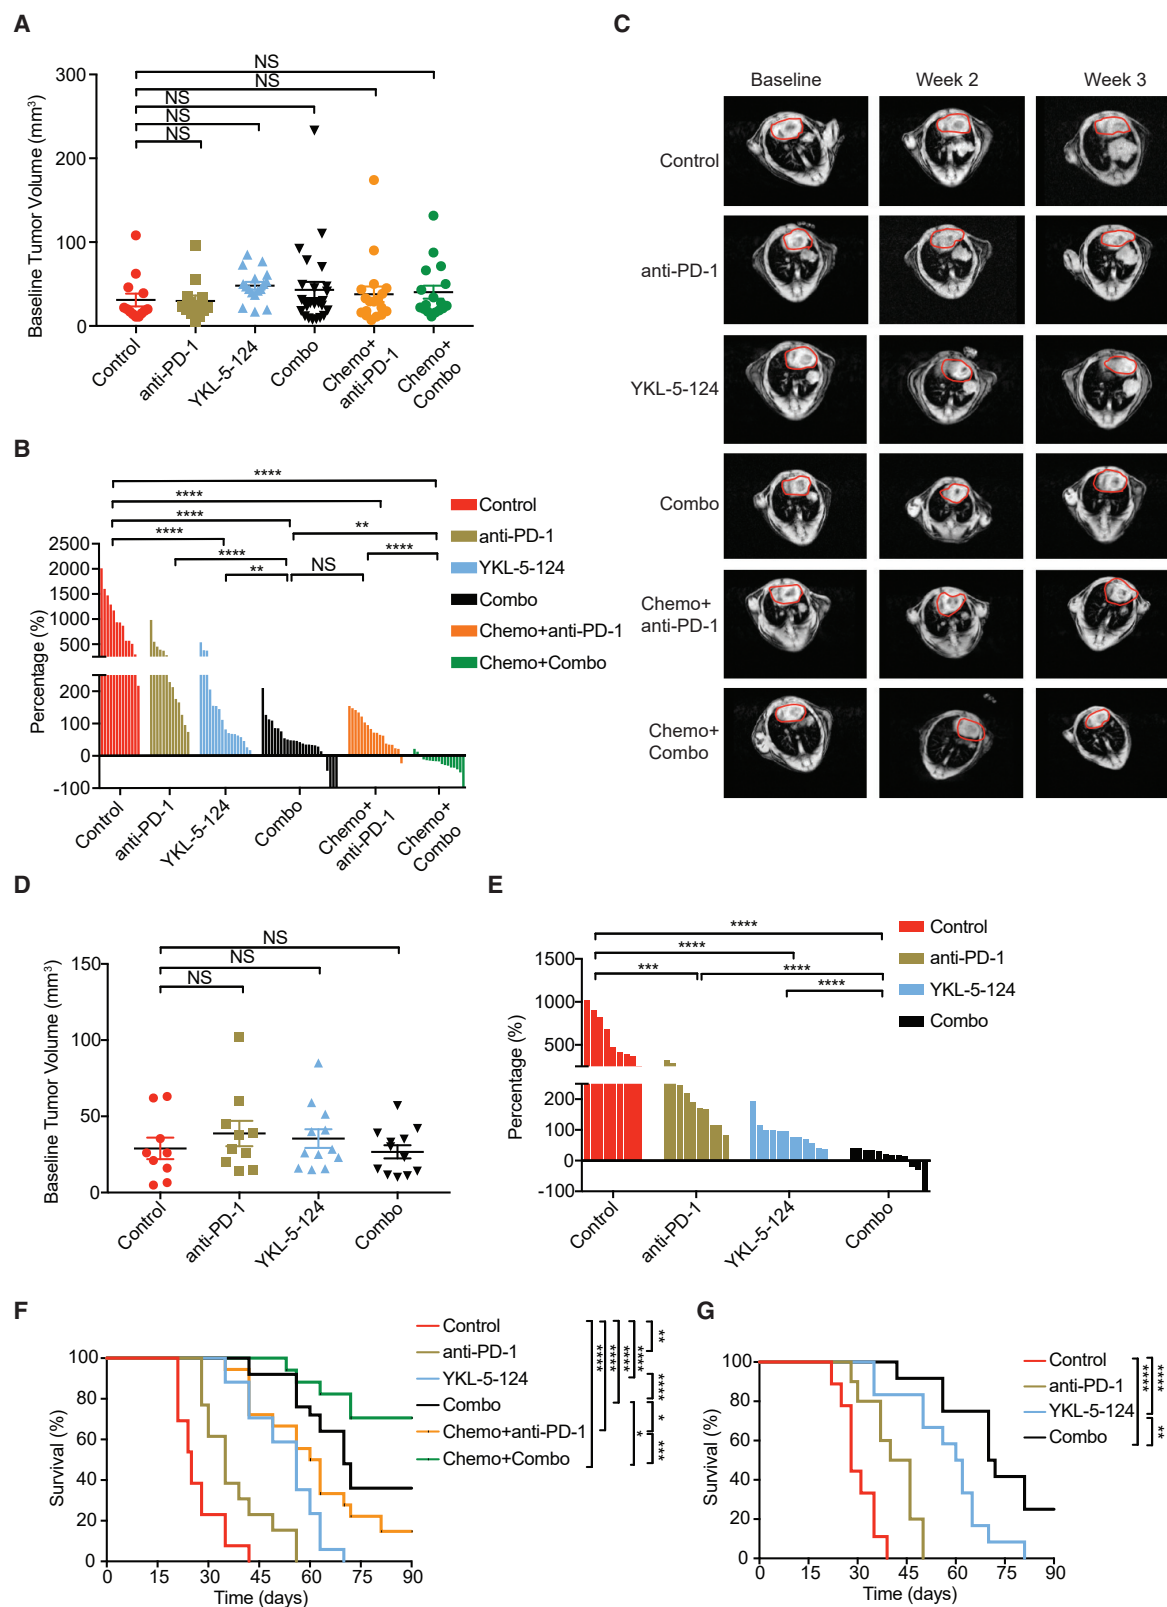 A
NS
NS
NS
NS
NS
Baseline Tumor Volume (mm³)
300
200
100
0
Control
anti-PD-1
YKL-5-124
Combo
Chemo+
anti-PD-1
Chemo+
Combo
B
****
****
****
**
****
****
****
**
NS
Percentage (%)
2500
2000
1500
1000
500
200
100
0
-100
Control
anti-PD-1
YKL-5-124
Combo
Chemo+
anti-PD-1
Chemo+
Combo
Control
anti-PD-1
YKL-5-124
Combo
Chemo+anti-PD-1
Chemo+Combo
C
Baseline Week 2 Week 3
Control
anti-PD-1
YKL-5-124
Combo
Chemo+
anti-PD-1
Chemo+
Combo
D
NS
NS
NS
Baseline Tumor Volume (mm³)
150
100
50
0
Control
anti-PD-1
YKL-5-124
Combo
E
****
****
***
****
****
Percentage (%)
1500
1000
500
200
100
0
-100
Control
anti-PD-1
YKL-5-124
Combo
Control
anti-PD-1
YKL-5-124
Combo
F
Survival (%)
100
80
60
40
20
0
0 15 30 45 60 75 90
Time (days)
Control
anti-PD-1
YKL-5-124
Combo
Chemo+anti-PD-1
Chemo+Combo
****
****
****
****
**
****
*
*
***
G
Survival (%)
100
80
60
40
20
0
0 15 30 45 60 75 90
Time (days)
Control
anti-PD-1
YKL-5-124
Combo
****
****
**